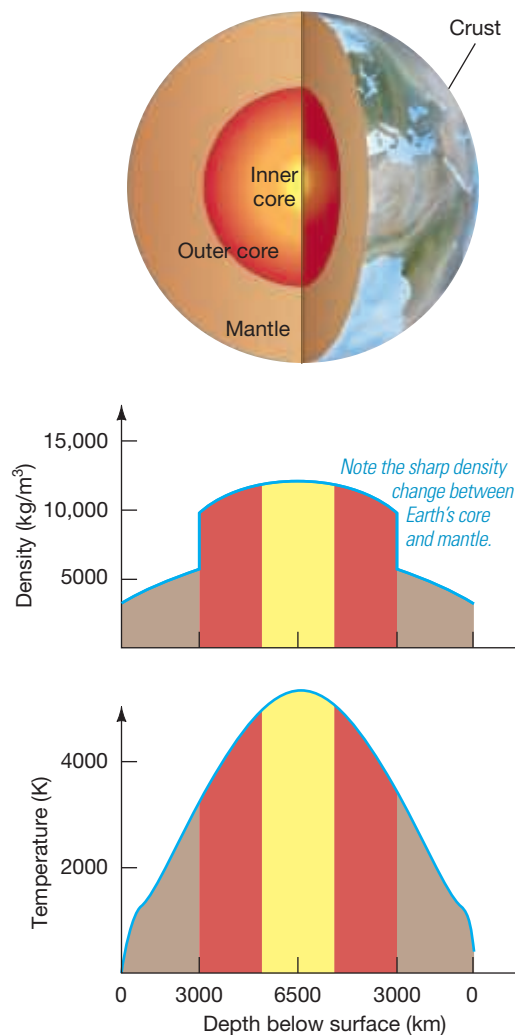 Crust
Inner
core
Outer core
Mantle
15,000
10,000
5000
Density (kg/m³)
Note the sharp density
change between
Earth's core
and mantle.
4000
2000
Temperature (K)
0 3000 6500 3000 0
Depth below surface (km)